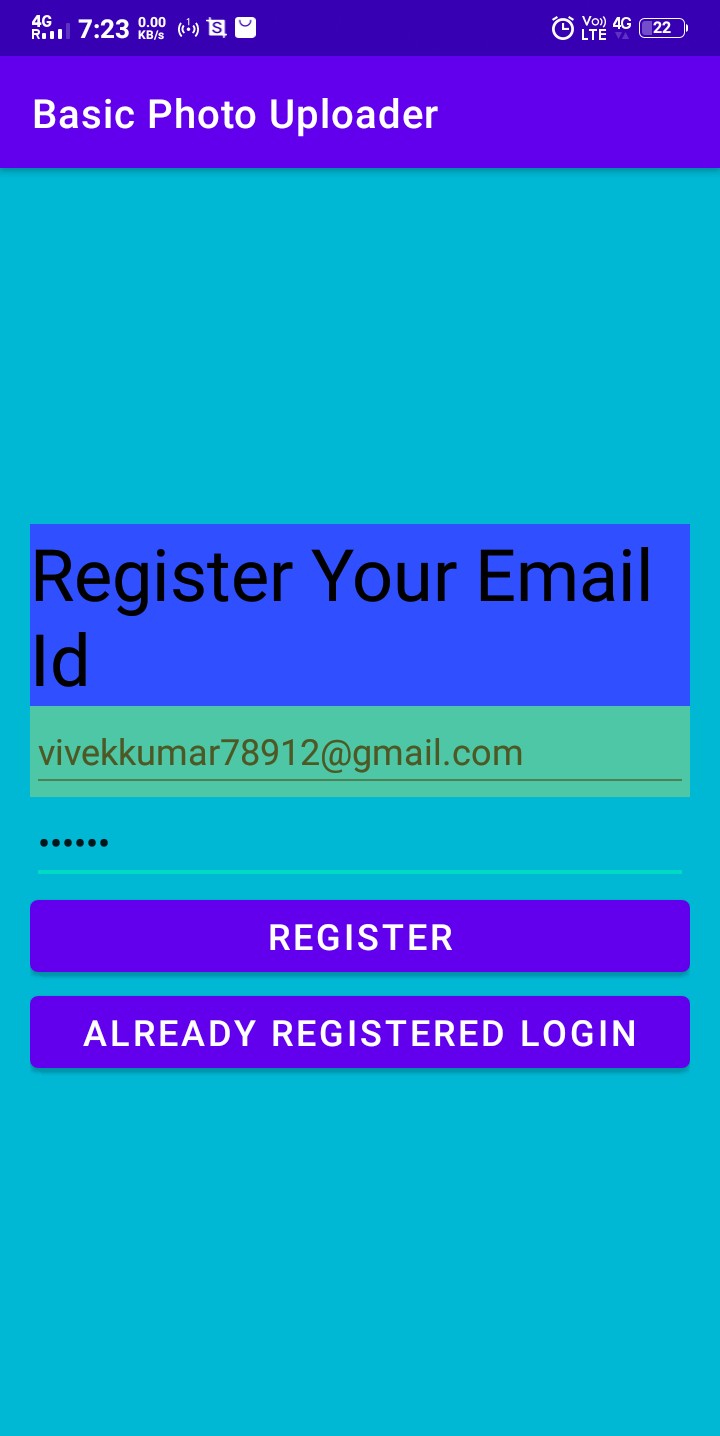 4G
R
7:23
0.00
KB/s
1
S
Vo))
LTE
4G
22
Basic Photo Uploader
Register Your Email
Id
vivekkumar78912@gmail.com
••••••
REGISTER
ALREADY REGISTERED LOGIN